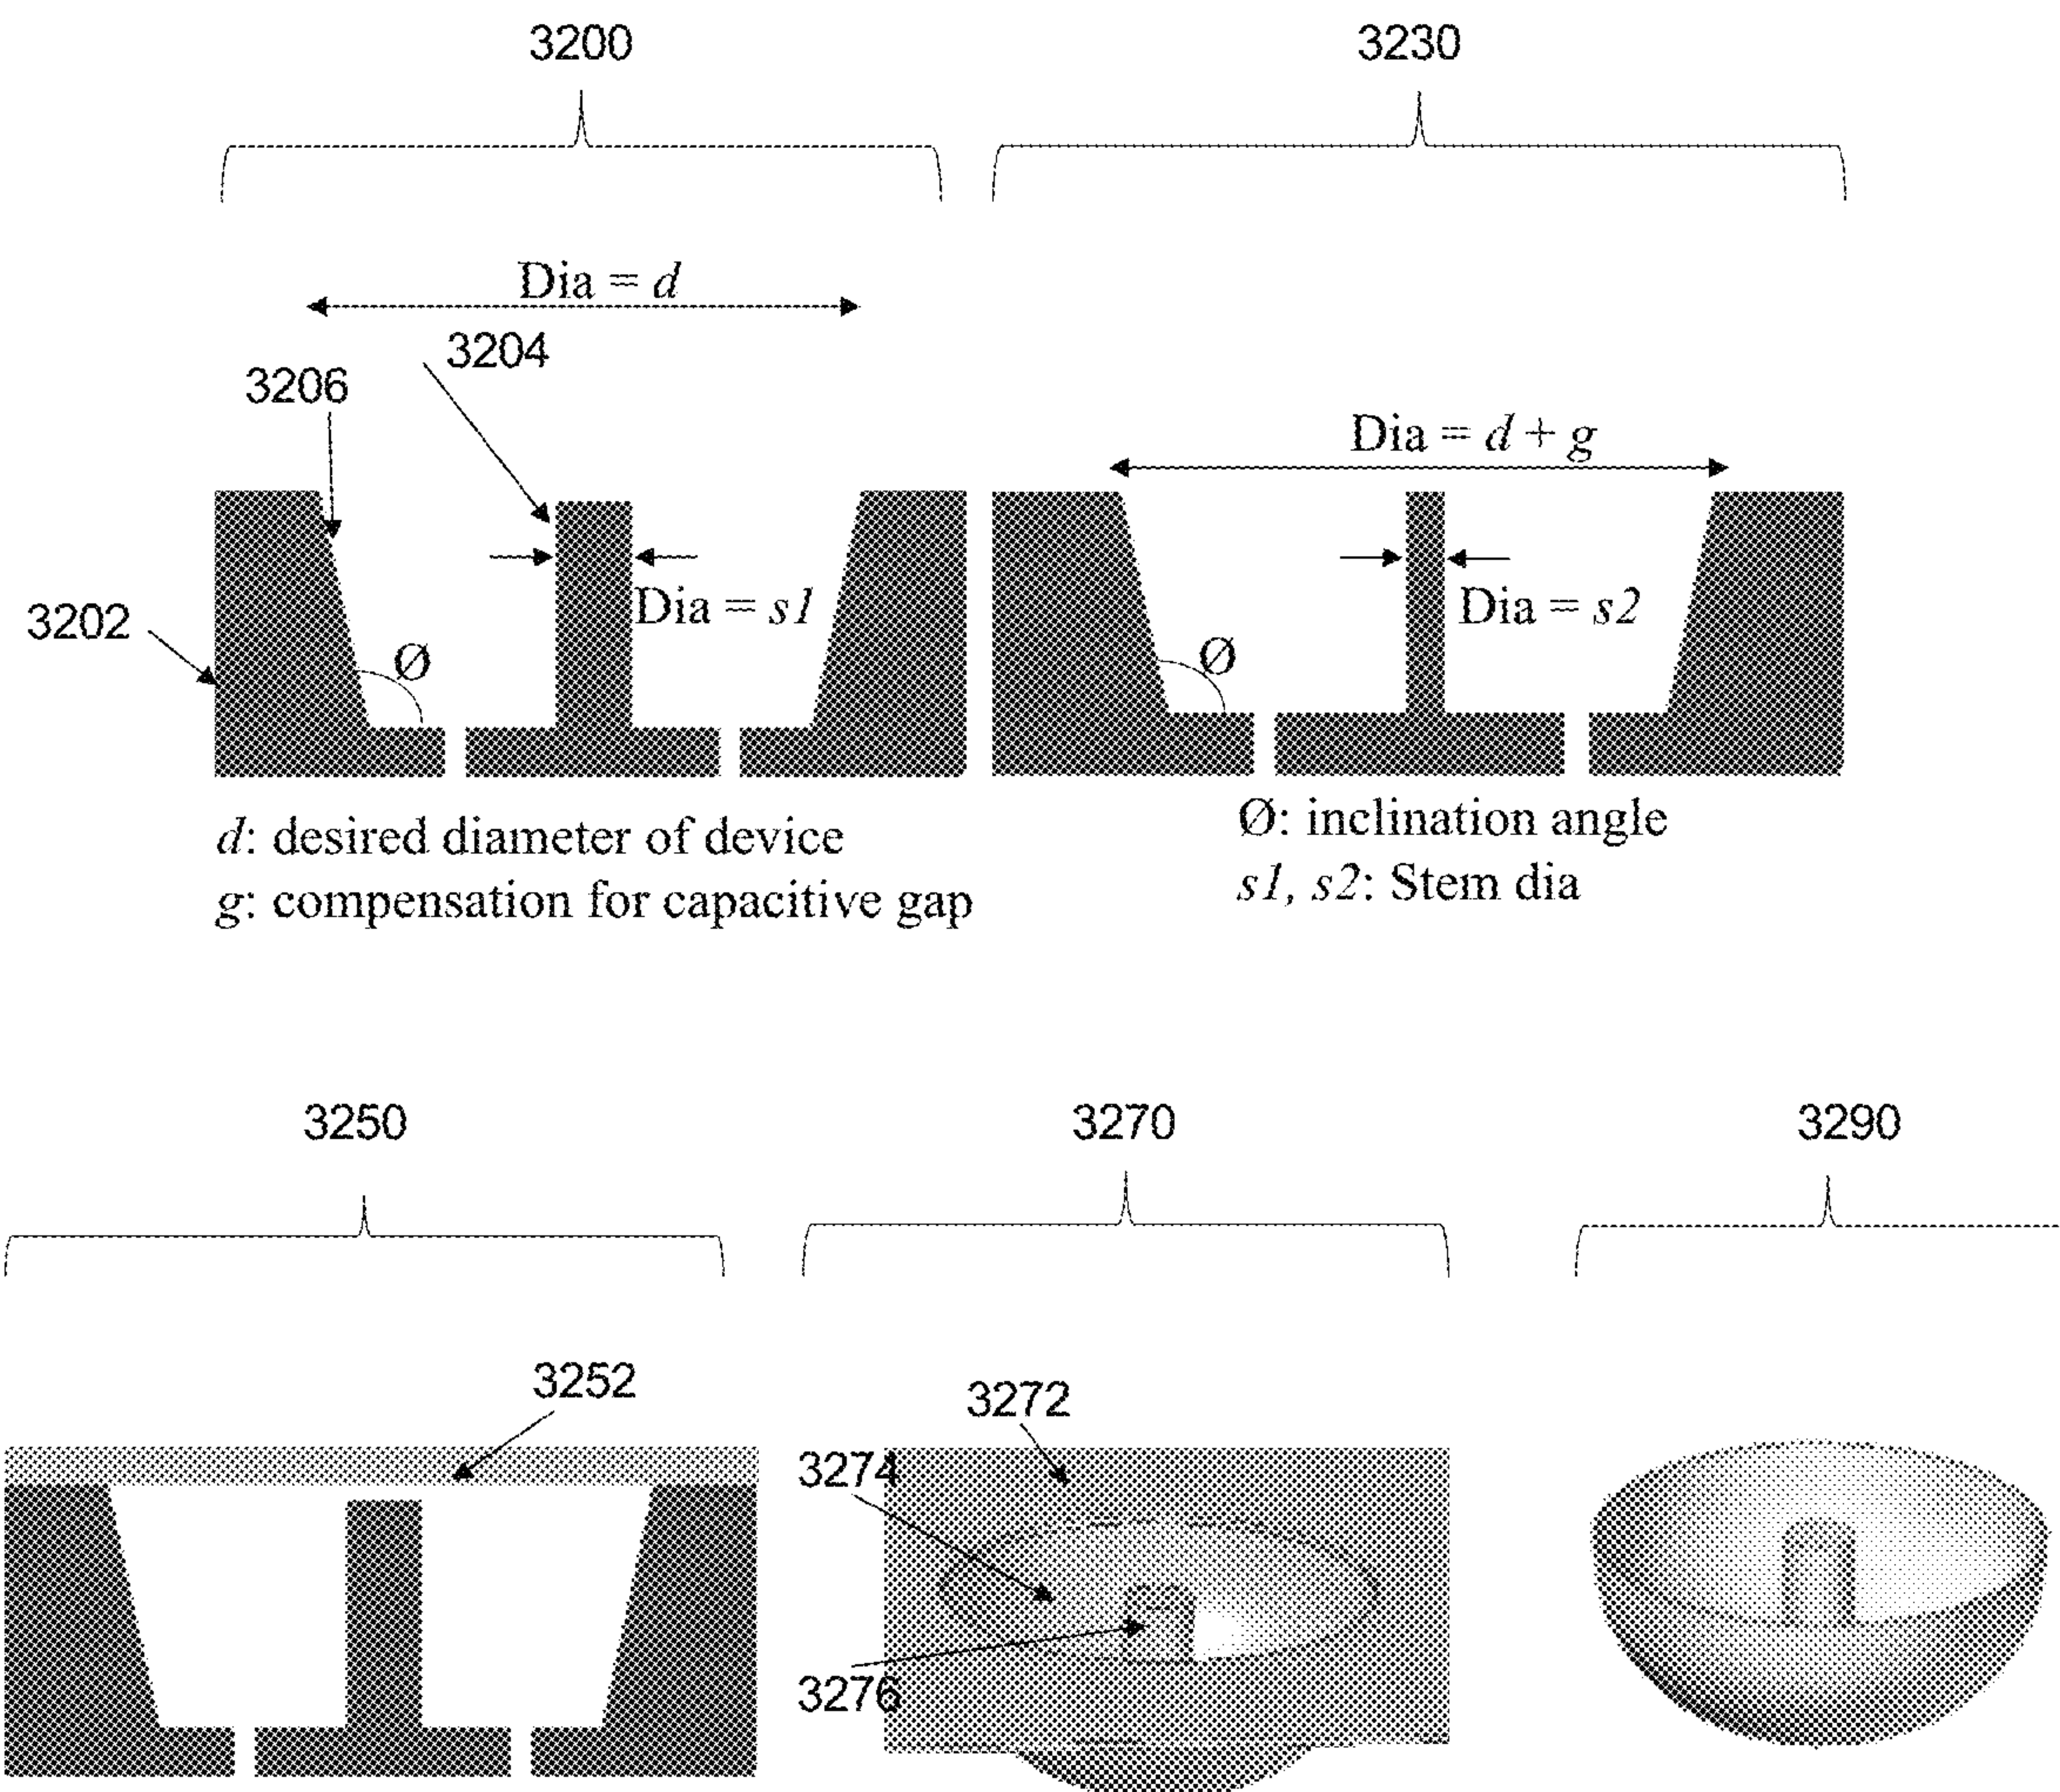 3200
3230
Dia = d
3204
3206
Dia = d + g
Dia = s1
Dia = s2
3202
Ø
Ø
d: desired diameter of device
g: compensation for capacitive gap
Ø: inclination angle
s1, s2: Stem dia
3250
3270
3290
3252
3272
3274
3276